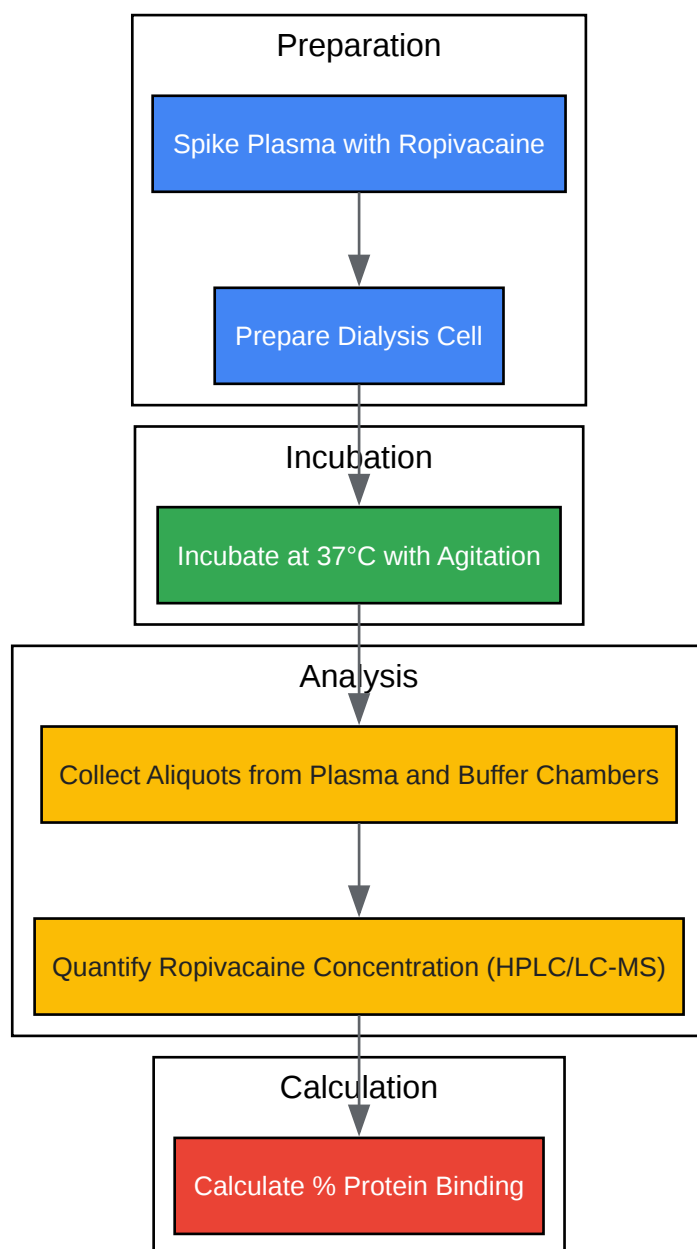 Preparation
Spike Plasma with Ropivacaine
Prepare Dialysis Cell
Incubation
Incubate at 37°C with Agitation
Analysis
Collect Aliquots from Plasma and Buffer Chambers
Quantify Ropivacaine Concentration (HPLC/LC-MS)
Calculation
Calculate % Protein Binding